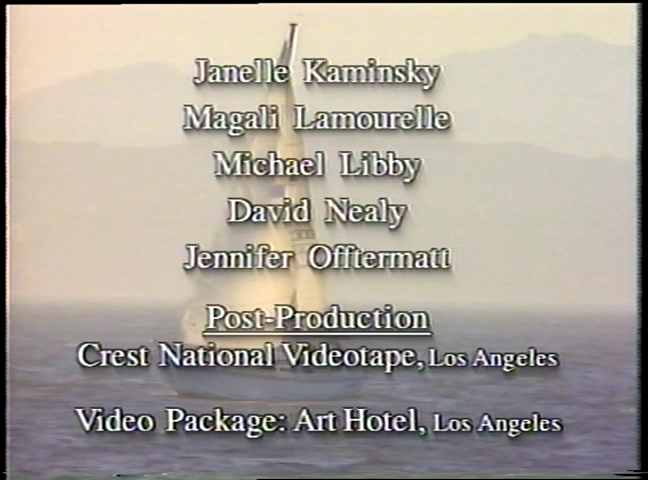 Janelle Kaminsky
Magali Lamourelle
Michael Libby
David Nealy
Jennifer Offtermatt
Post-Production
Crest National Videotape, Los Angeles
Video Package: Art Hotel, Los Angeles